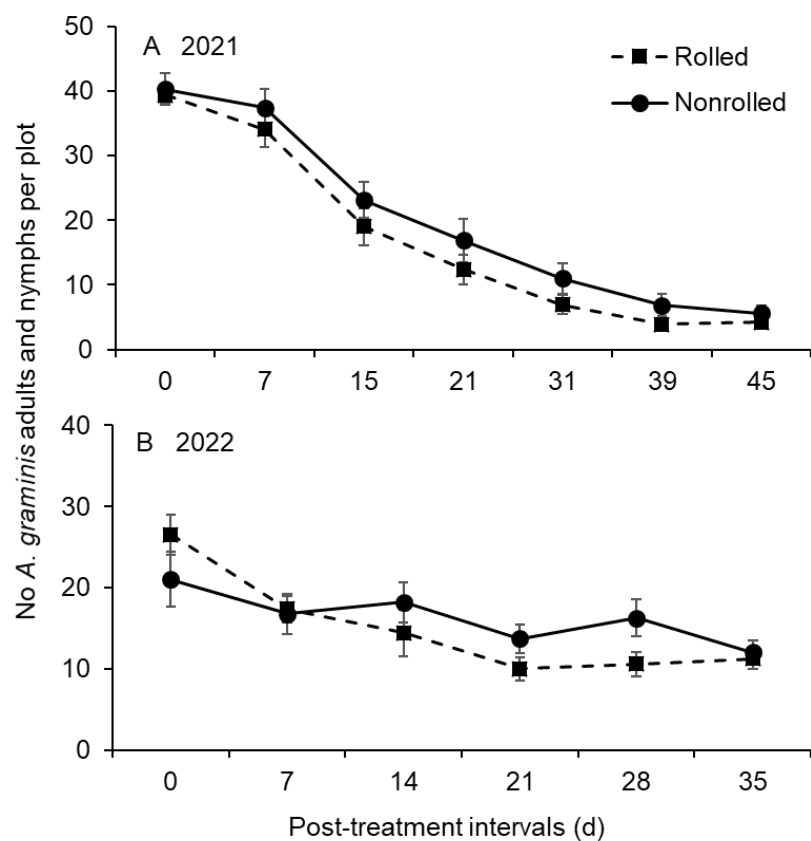 No A. graminis adults and nymphs per plot
A 2021
Rolled
Nonrolled
50
40
30
20
10
0
0 7 15 21 31 39 45
B 2022
40
30
20
10
0
0 7 14 21 28 35
Post-treatment intervals (d)